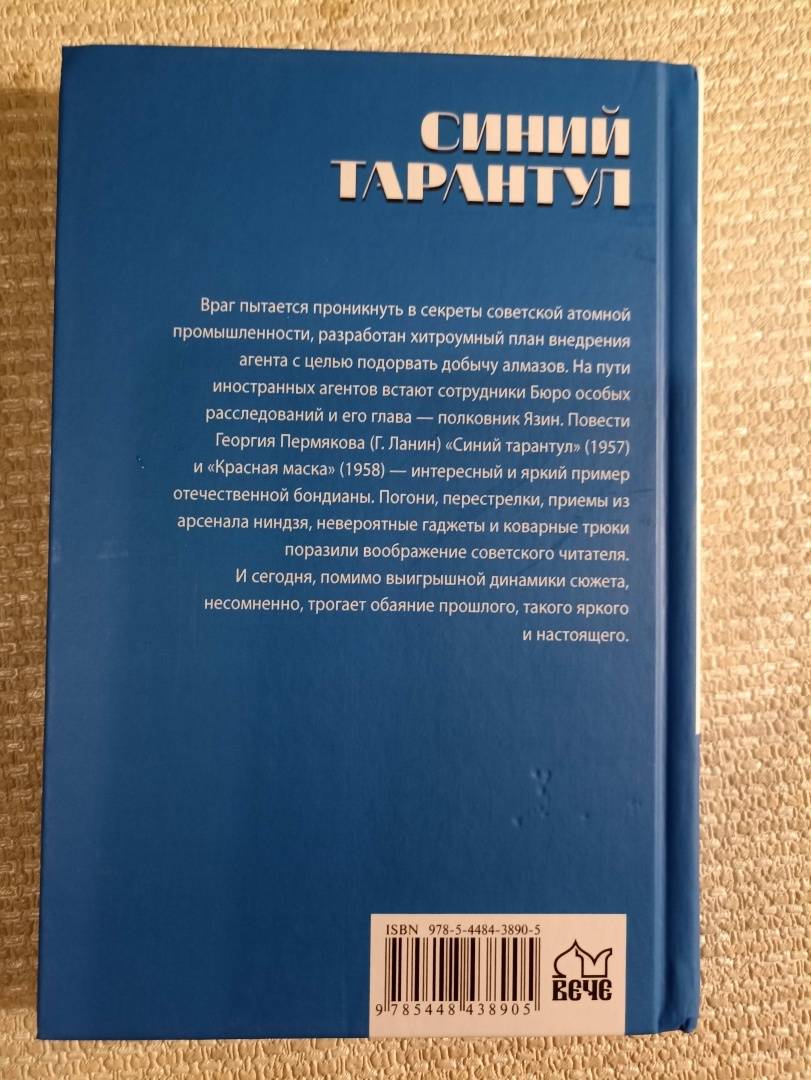 СИНИЙ
ТАРАНТУЛ
Враг пытается проникнуть в секреты советской атомной
промышленности, разработан хитроумный план внедрения
агента с целью подорвать добычу алмазов. На пути
иностранных агентов встают сотрудники Бюро особых
расследований и его глава — полковник Язин. Повести
Георгия Пермякова (Г. Ланин) «Синий тарантул» (1957)
и «Красная маска» (1958) — интересный и яркий пример
отечественной бондианы. Погони, перестрелки, приемы из
арсенала ниндзя, невероятные гаджеты и коварные трюки
поразили воображение советского читателя.
И сегодня, помимо выигрышной динамики сюжета,
несомненно, трогает обаяние прошлого, такого яркого
и настоящего.
ISBN 978-5-4484-3890-5
9 785448 438905
ВЕЧЕ